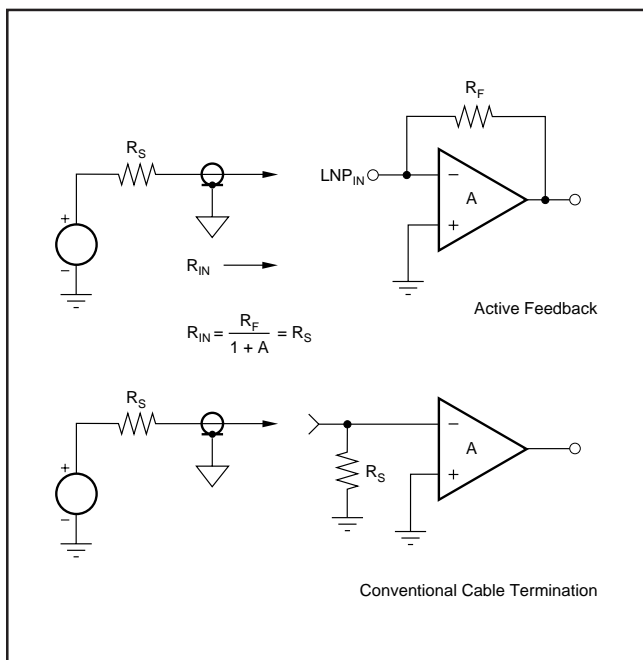 R_F
R_S
LNP_IN
−
A
+
+
−
R_IN
Active Feedback
R_IN = R_F / (1 + A) = R_S
R_S
−
A
+
R_S
+
−
Conventional Cable Termination